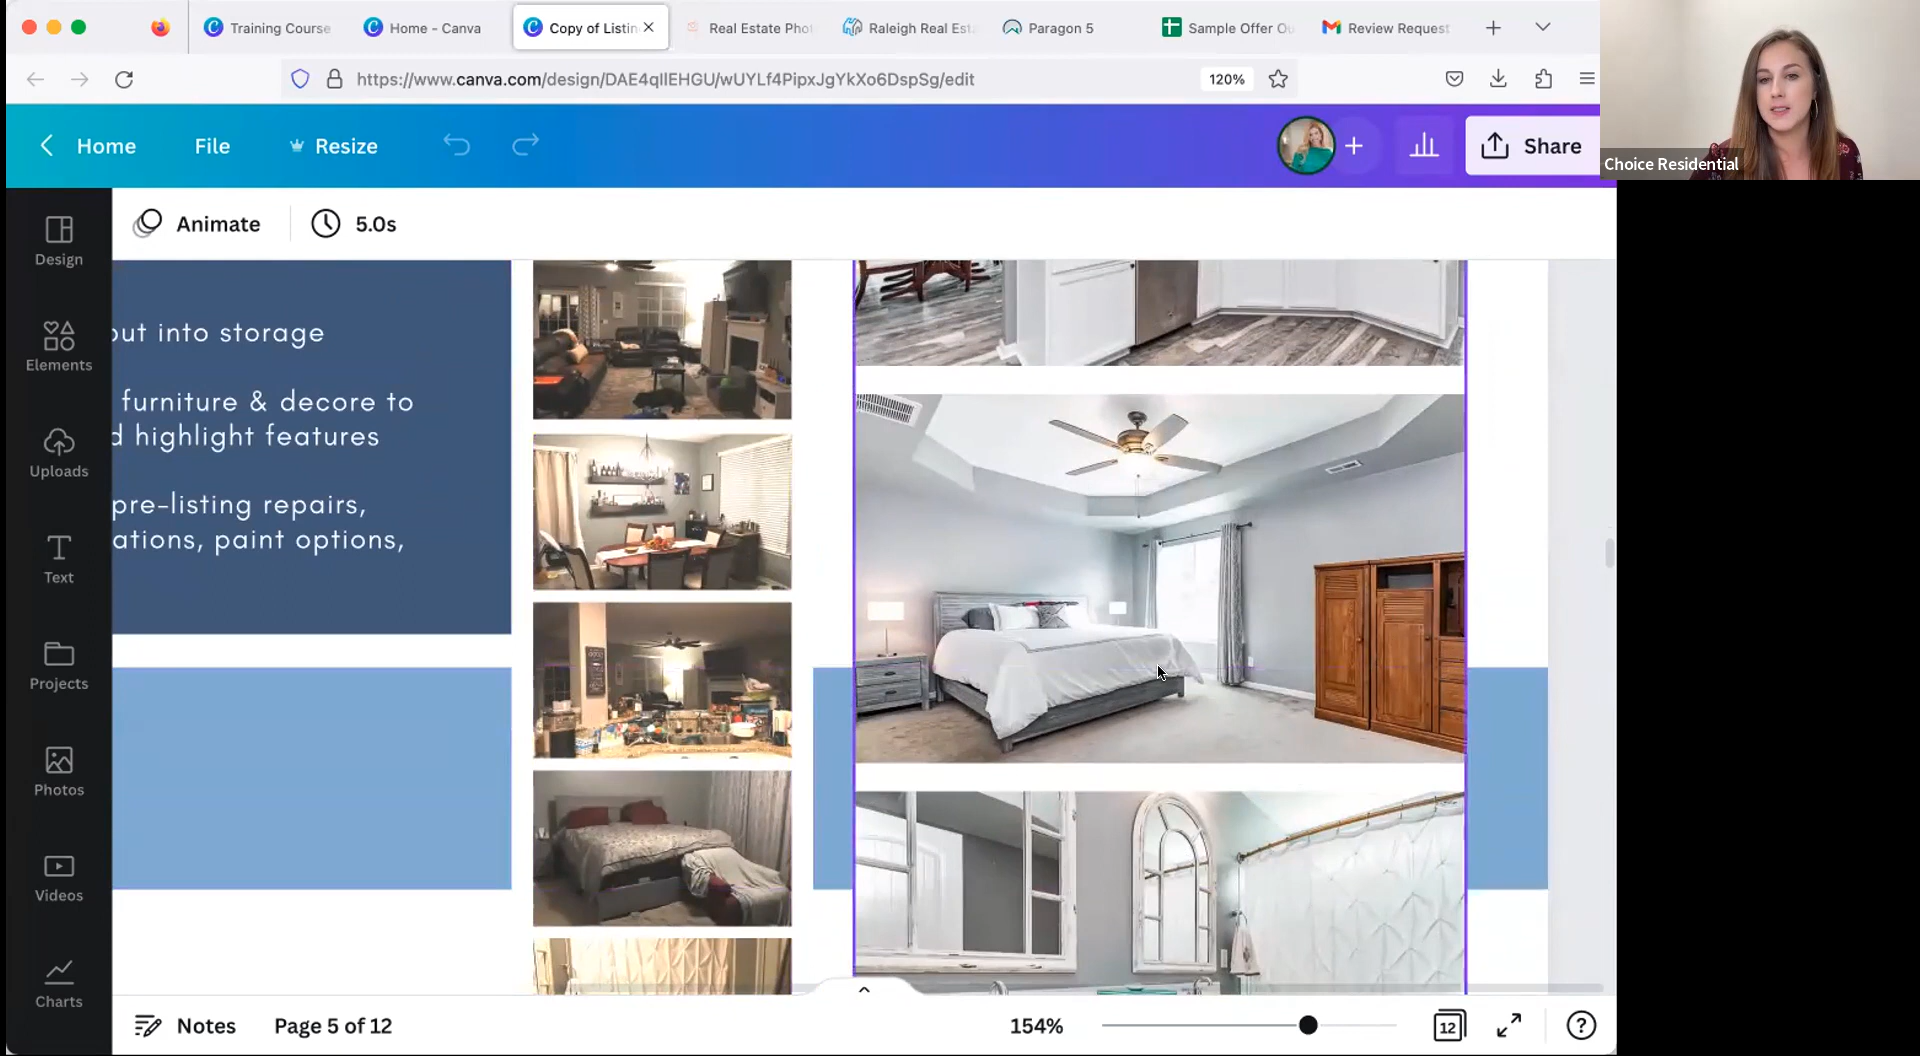 Training Course
Home - Canva
Copy of Listin
Real Estate Pho
Raleigh Real Est
Paragon 5
Sample Offer Ou
Review Request
https://www.canva.com/design/DAE4qIlEHGU/wUYLf4PipxJgYkXo6DspSg/edit
120%
Home
File
Resize
Share
Choice Residential
Animate
5.0s
Design
Elements
Uploads
Text
Projects
Photos
Videos
Charts
out into storage
furniture & decore to
d highlight features
pre-listing repairs,
ations, paint options,
Notes
Page 5 of 12
154%
12